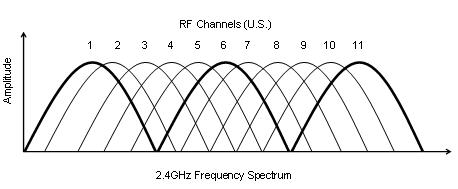 RF Channels (U.S.)
1 2 3 4 5 6 7 8 9 10 11
Amplitude
2.4GHz Frequency Spectrum